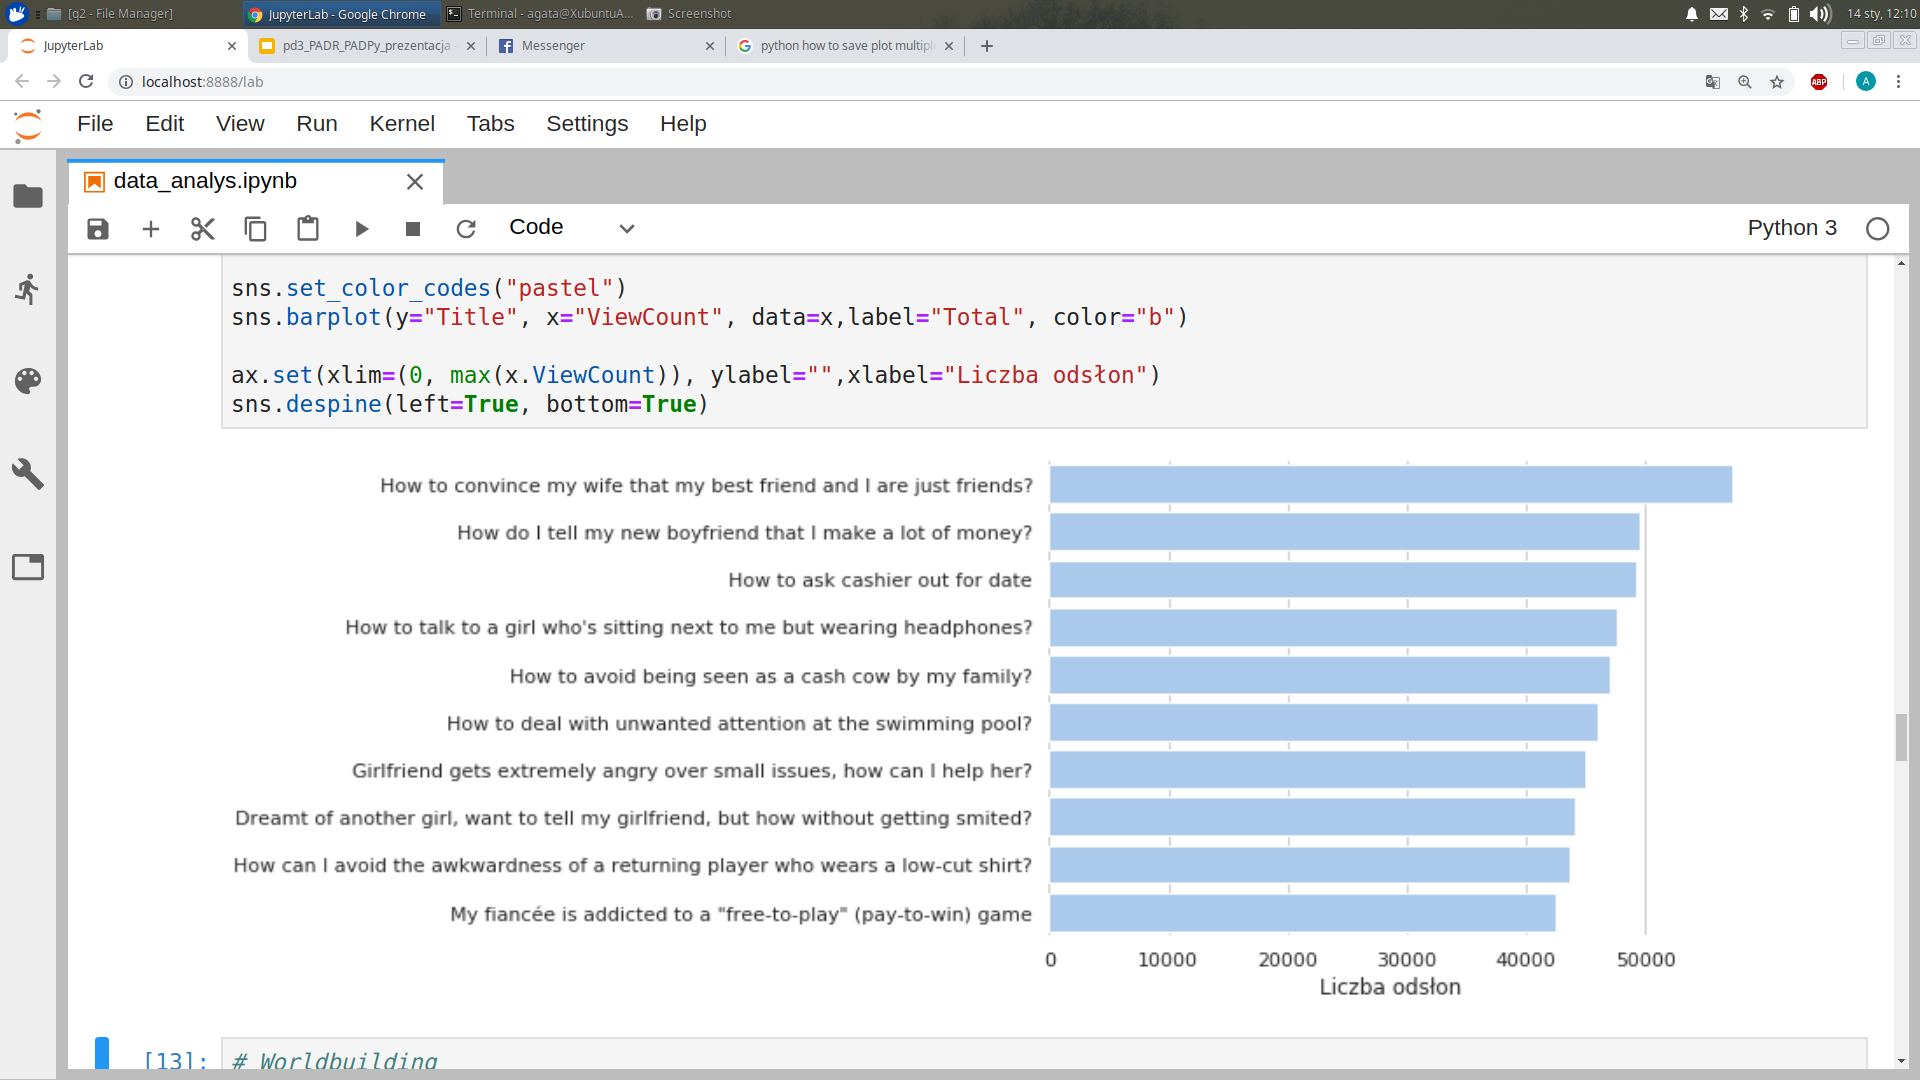 [q2 - File Manager]
JupyterLab - Google Chrome
Terminal - agata@XubuntuA...
Screenshot
14 sty, 12:10
JupyterLab
pd3_PADR_PADPy_prezentacja
Messenger
python how to save plot multipl
localhost:8888/lab
ABP
A
File Edit View Run Kernel Tabs Settings Help
data_analys.ipynb
Code
Python 3
sns.set_color_codes("pastel")
sns.barplot(y="Title", x="ViewCount", data=x,label="Total", color="b")
ax.set(xlim=(0, max(x.ViewCount)), ylabel="",xlabel="Liczba odsłon")
sns.despine(left=True, bottom=True)
How to convince my wife that my best friend and I are just friends?
How do I tell my new boyfriend that I make a lot of money?
How to ask cashier out for date
How to talk to a girl who's sitting next to me but wearing headphones?
How to avoid being seen as a cash cow by my family?
How to deal with unwanted attention at the swimming pool?
Girlfriend gets extremely angry over small issues, how can I help her?
Dreamt of another girl, want to tell my girlfriend, but how without getting smited?
How can I avoid the awkwardness of a returning player who wears a low-cut shirt?
My fiancée is addicted to a "free-to-play" (pay-to-win) game
0 10000 20000 30000 40000 50000
Liczba odsłon
[13]: # Worldbuilding